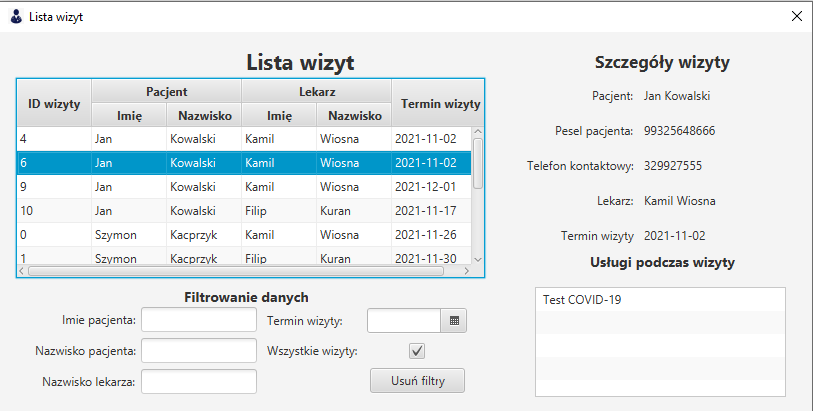 Lista wizyt
Lista wizyt
ID wizyty Pacjent Lekarz Termin wizyty
Imię Nazwisko Imię Nazwisko
4 Jan Kowalski Kamil Wiosna 2021-11-02
6 Jan Kowalski Kamil Wiosna 2021-11-02
9 Jan Kowalski Kamil Wiosna 2021-12-01
10 Jan Kowalski Filip Kuran 2021-11-17
0 Szymon Kacprzyk Kamil Wiosna 2021-11-26
1 Szymon Kacprzyk Filip Kuran 2021-11-30
Filtrowanie danych
Imie pacjenta: Termin wizyty:
Nazwisko pacjenta: Wszystkie wizyty:
Nazwisko lekarza: Usuń filtry
Szczegóły wizyty
Pacjent: Jan Kowalski
Pesel pacjenta: 99325648666
Telefon kontaktowy: 329927555
Lekarz: Kamil Wiosna
Termin wizyty 2021-11-02
Usługi podczas wizyty
Test COVID-19